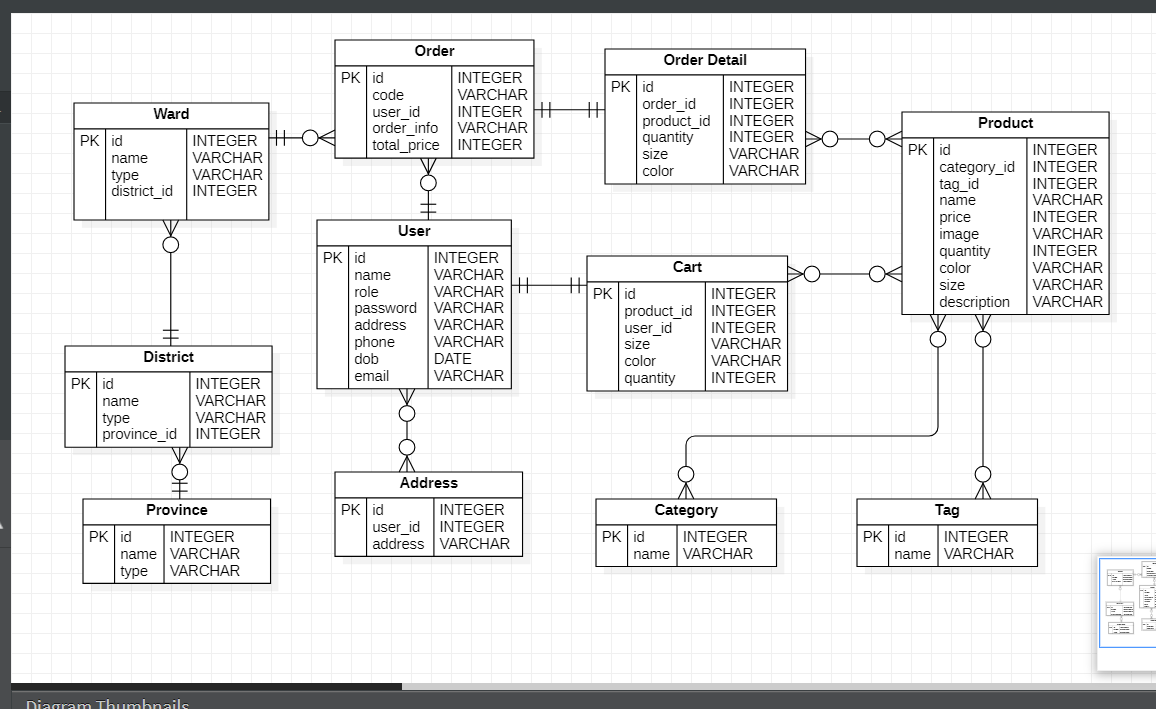 Order
PK id INTEGER
code VARCHAR
user_id INTEGER
order_info VARCHAR
total_price INTEGER
Order Detail
PK id INTEGER
order_id INTEGER
product_id INTEGER
quantity INTEGER
size VARCHAR
color VARCHAR
Ward
PK id INTEGER
name VARCHAR
type VARCHAR
district_id INTEGER
Product
PK id INTEGER
category_id INTEGER
tag_id INTEGER
name VARCHAR
price INTEGER
image VARCHAR
quantity INTEGER
color VARCHAR
size VARCHAR
description VARCHAR
User
PK id INTEGER
name VARCHAR
role VARCHAR
password VARCHAR
address VARCHAR
phone VARCHAR
dob DATE
email VARCHAR
Cart
PK id INTEGER
product_id INTEGER
user_id INTEGER
size VARCHAR
color VARCHAR
quantity INTEGER
District
PK id INTEGER
name VARCHAR
type VARCHAR
province_id INTEGER
Address
PK id INTEGER
user_id INTEGER
address VARCHAR
Province
PK id INTEGER
name VARCHAR
type VARCHAR
Category
PK id INTEGER
name VARCHAR
Tag
PK id INTEGER
name VARCHAR
Diagram Thumbnails